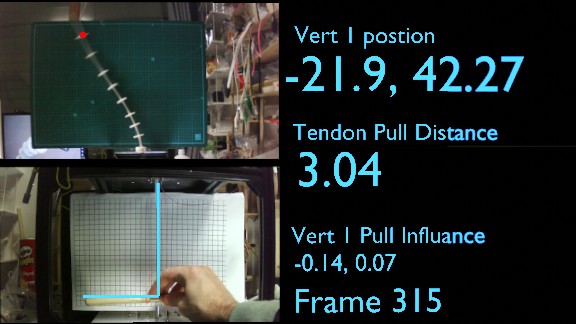 Vert 1 postion
-21.9, 42.27
Tendon Pull Distance
3.04
Vert 1 Pull Influance
-0.14, 0.07
Frame 315